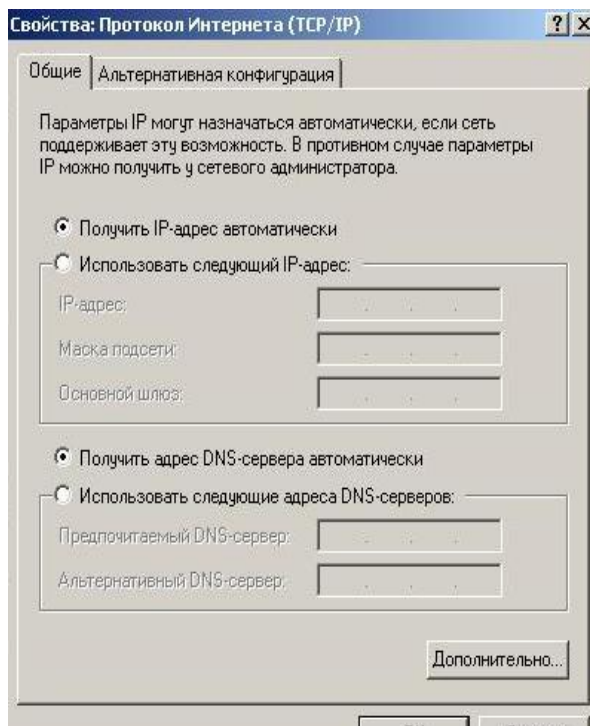 Свойства: Протокол Интернета (TCP/IP)
Общие
Альтернативная конфигурация
Параметры IP могут назначаться автоматически, если сеть
поддерживает эту возможность. В противном случае параметры
IP можно получить у сетевого администратора.
Получить IP-адрес автоматически
Использовать следующий IP-адрес:
IP-адрес:
Маска подсети:
Основной шлюз:
Получить адрес DNS-сервера автоматически
Использовать следующие адреса DNS-серверов:
Предпочитаемый DNS-сервер:
Альтернативный DNS-сервер:
Дополнительно...